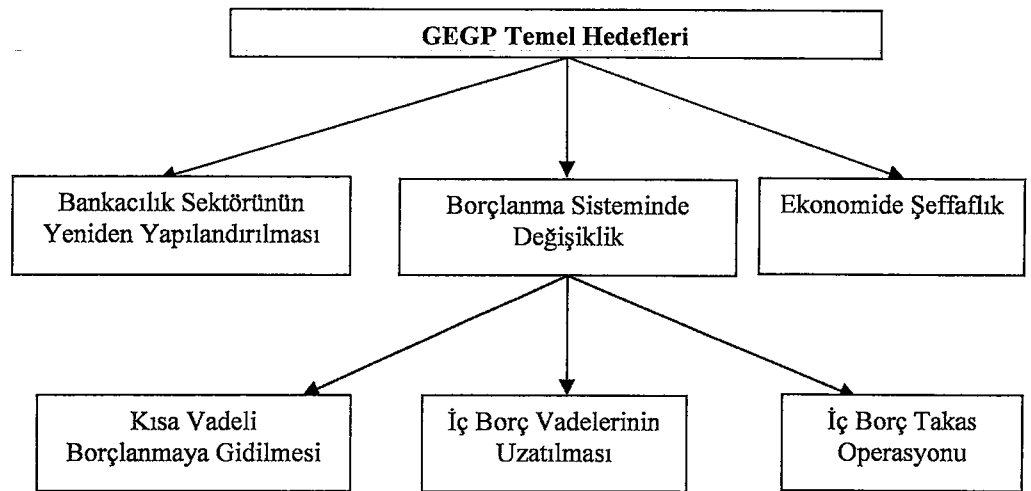 GEGP Temel Hedefleri
Bankacılık Sektörünün
Yeniden Yapılandırılması
Borçlanma Sisteminde
Değişiklik
Ekonomide Şeffaflık
Kısa Vadeli
Borçlanmaya Gidilmesi
İç Borç Vadelerinin
Uzatılması
İç Borç Takas
Operasyonu